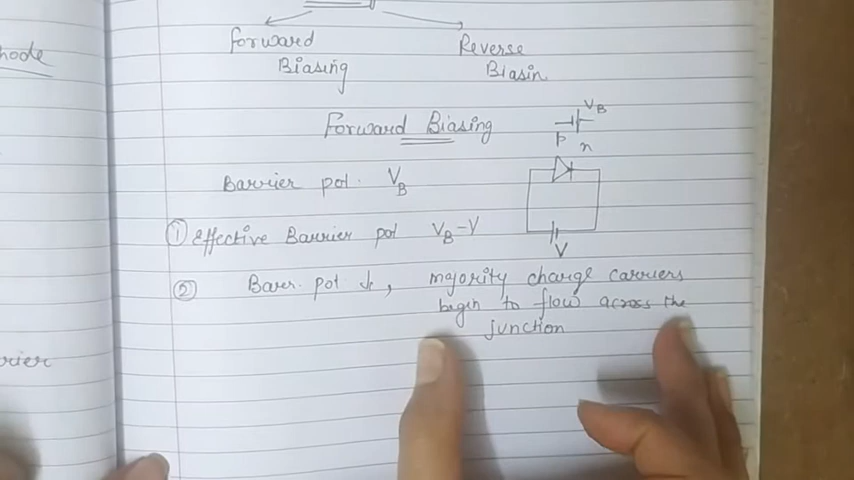 hode
Forward
Biasing
Reverse
Biasin
Forward Biasing
VB
p n
Barrier pot. VB
① Effective Barrier pot VB-V
V
② Barr. pot ↓, majority charge carriers
begin to flow across the
junction
rrier